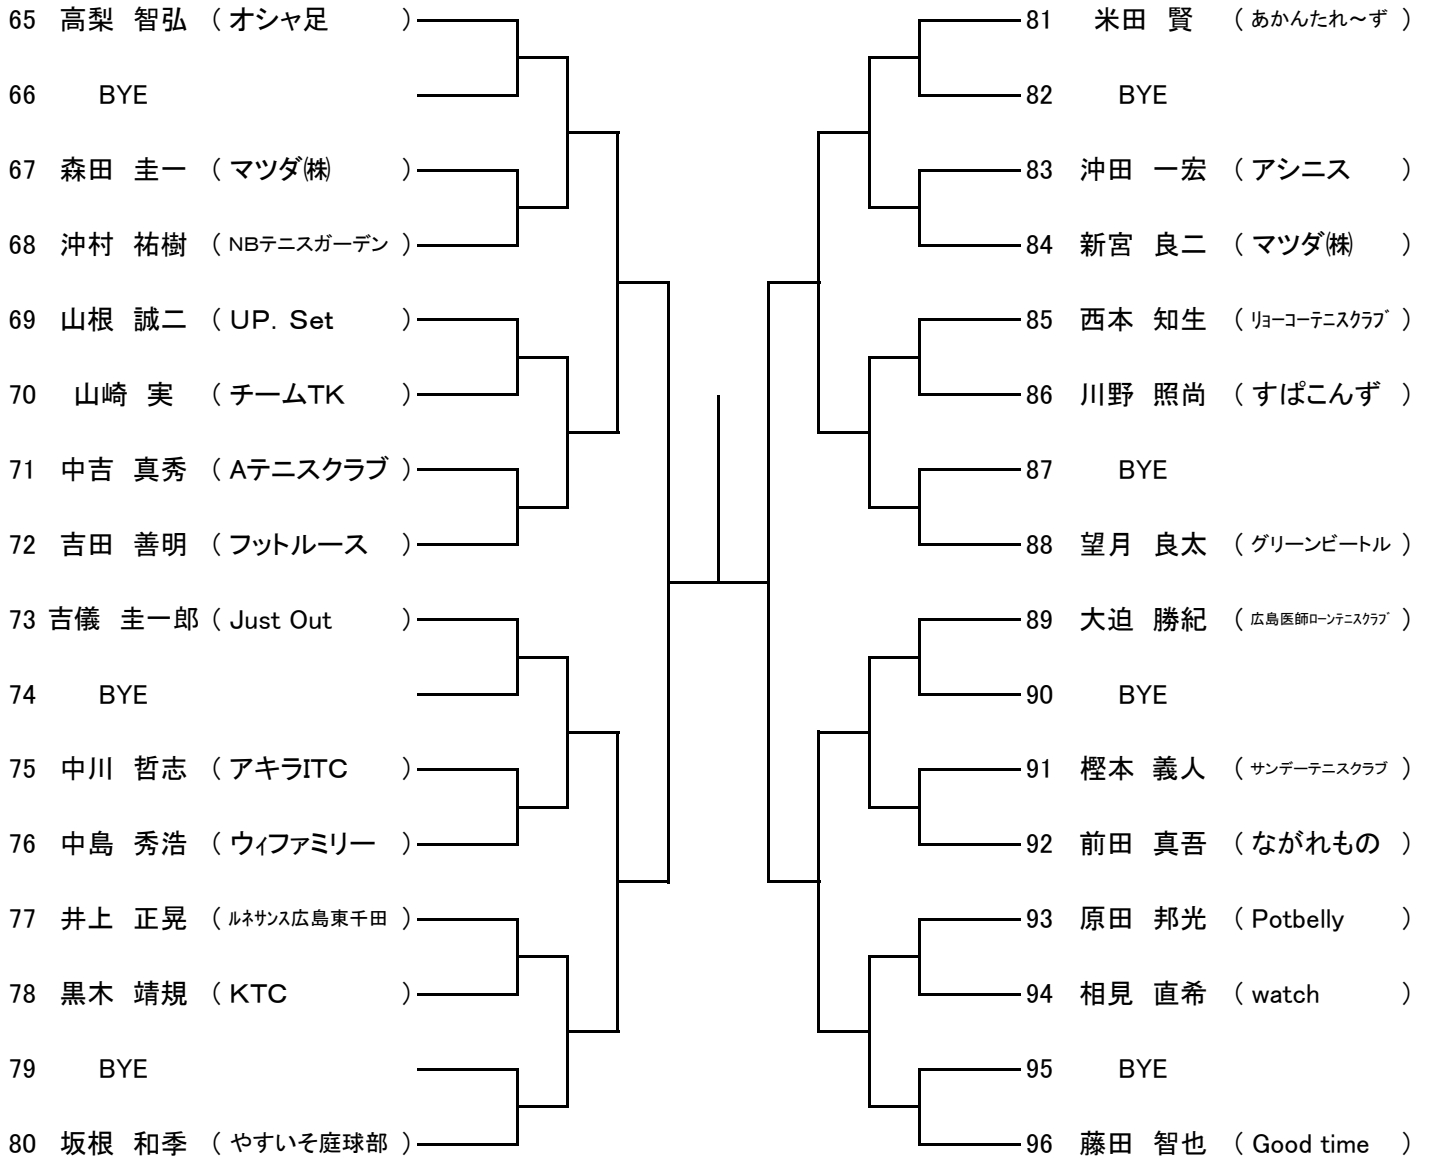 65 高梨 智弘 ( オシャ足 )
66 BYE
67 森田 圭一 ( マツダ㈱ )
68 沖村 祐樹 ( NBテニスガーデン )
69 山根 誠二 ( UP．Set )
70 山崎 実 ( チームTK )
71 中吉 真秀 ( Aテニスクラブ )
72 吉田 善明 ( フットルース )
73 吉儀 圭一郎 ( Just Out )
74 BYE
75 中川 哲志 ( アキラITC )
76 中島 秀浩 ( ウィファミリー )
77 井上 正晃 ( ルネサンス広島東千田 )
78 黒木 靖規 ( KTC )
79 BYE
80 坂根 和季 ( やすいそ庭球部 )
81 米田 賢 ( あかんたれ～ず )
82 BYE
83 沖田 一宏 ( アシニス )
84 新宮 良二 ( マツダ㈱ )
85 西本 知生 ( ﾘｮｰｺｰﾃﾆｽｸﾗﾌﾞ )
86 川野 照尚 ( すぱこんず )
87 BYE
88 望月 良太 ( グリーンビートル )
89 大迫 勝紀 ( 広島医師ﾛｰﾝﾃﾆｽｸﾗﾌﾞ )
90 BYE
91 樫本 義人 ( サンデーテニスクラブ )
92 前田 真吾 ( ながれもの )
93 原田 邦光 ( Potbelly )
94 相見 直希 ( watch )
95 BYE
96 藤田 智也 ( Good time )